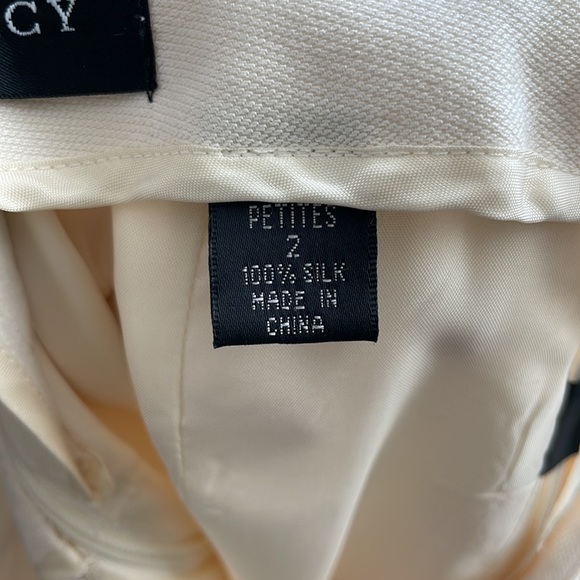 CY
PETITES
2
100% SILK
MADE IN
CHINA